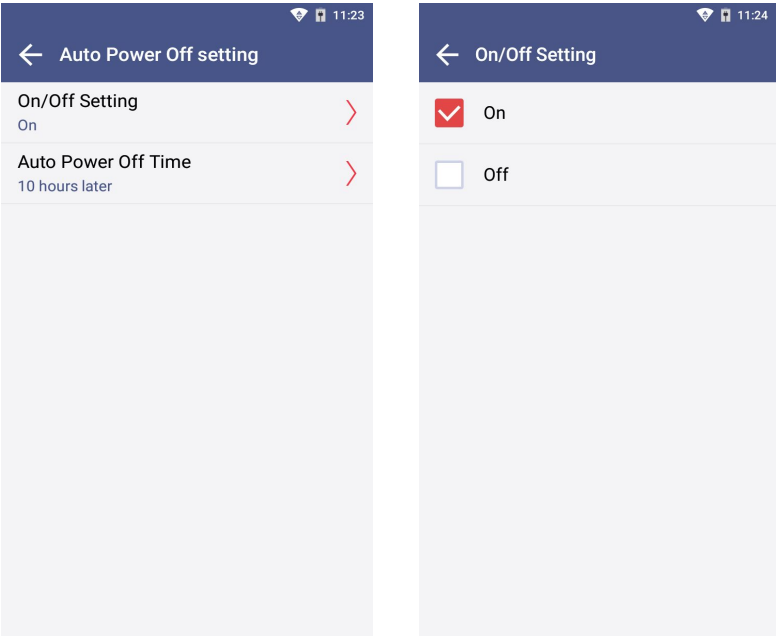 11:23
Auto Power Off setting
On/Off Setting
On
Auto Power Off Time
10 hours later
11:24
On/Off Setting
On
Off